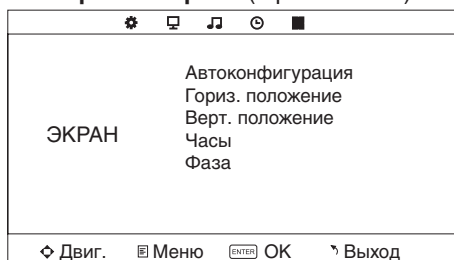 ЭКРАН
Автоконфигурация
Гориз. положение
Верт. положение
Часы
Фаза
Двиг. Меню ENTER OK Выход